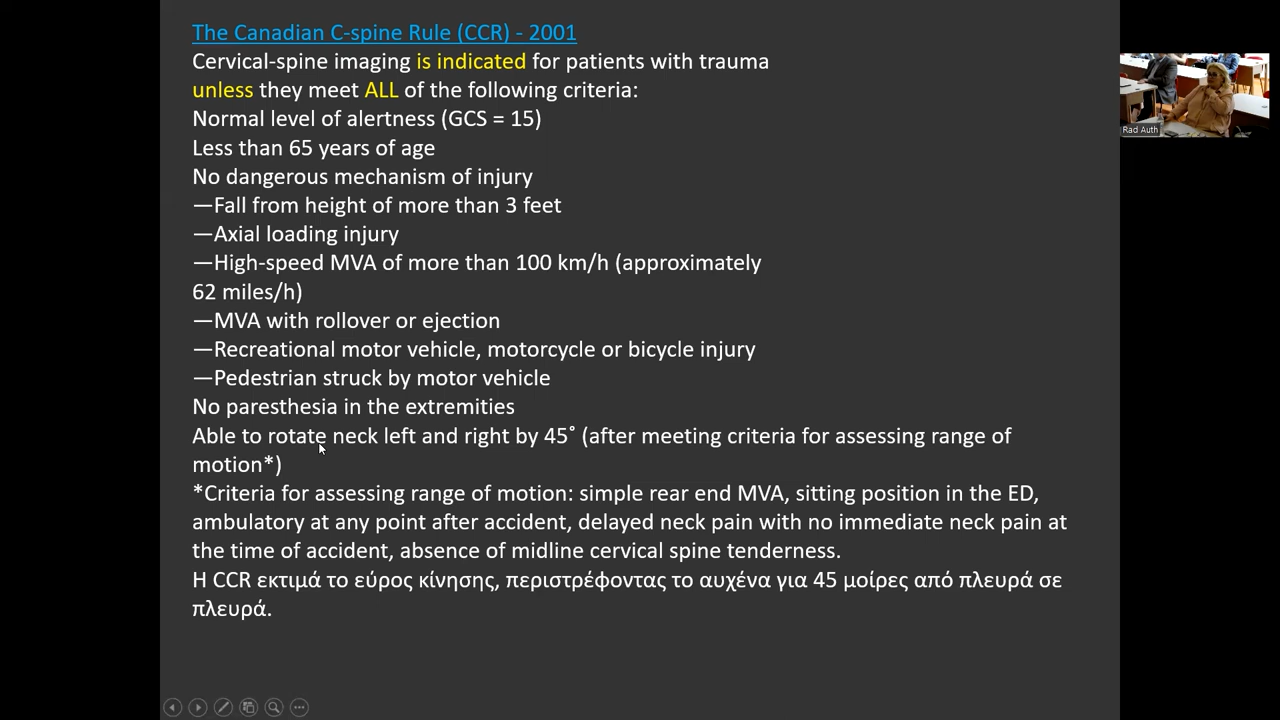 The Canadian C-spine Rule (CCR) - 2001
Cervical-spine imaging is indicated for patients with trauma
unless they meet ALL of the following criteria:
Normal level of alertness (GCS = 15)
Less than 65 years of age
No dangerous mechanism of injury
—Fall from height of more than 3 feet
—Axial loading injury
—High-speed MVA of more than 100 km/h (approximately
62 miles/h)
—MVA with rollover or ejection
—Recreational motor vehicle, motorcycle or bicycle injury
—Pedestrian struck by motor vehicle
No paresthesia in the extremities
Able to rotate neck left and right by 45˚ (after meeting criteria for assessing range of
motion*)
*Criteria for assessing range of motion: simple rear end MVA, sitting position in the ED,
ambulatory at any point after accident, delayed neck pain with no immediate neck pain at
the time of accident, absence of midline cervical spine tenderness.
Η CCR εκτιμά το εύρος κίνησης, περιστρέφοντας το αυχένα για 45 μοίρες από πλευρά σε
πλευρά.
Rad Auth